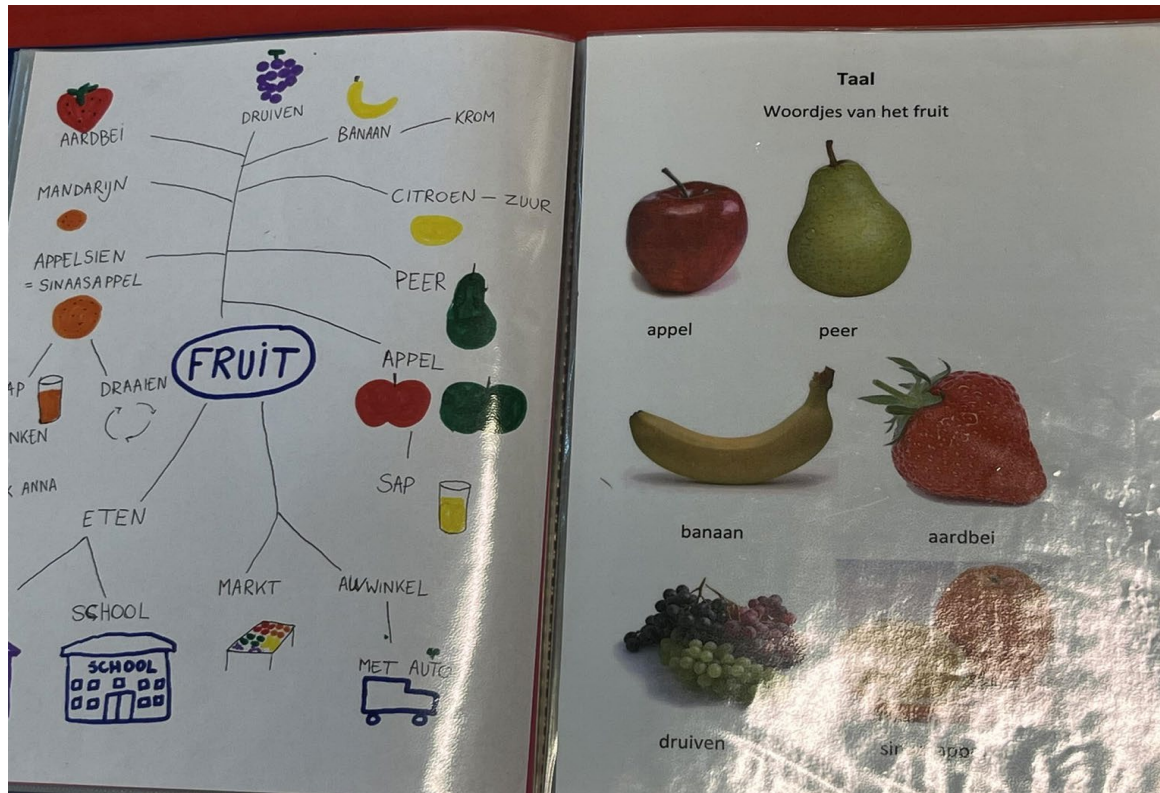 DRUIVEN
AARDBEI
BANAAN
KROM
MANDARIJN
CITROEN — ZUUR
APPELSIEN
= SINAASAPPEL
PEER
FRUIT
APPEL
DRAAIEN
SAP
ANNA
ETEN
MARKT
SCHOOL
SCHOOL
MET AUTO
Taal
Woordjes van het fruit
appel
peer
banaan
aardbei
druiven